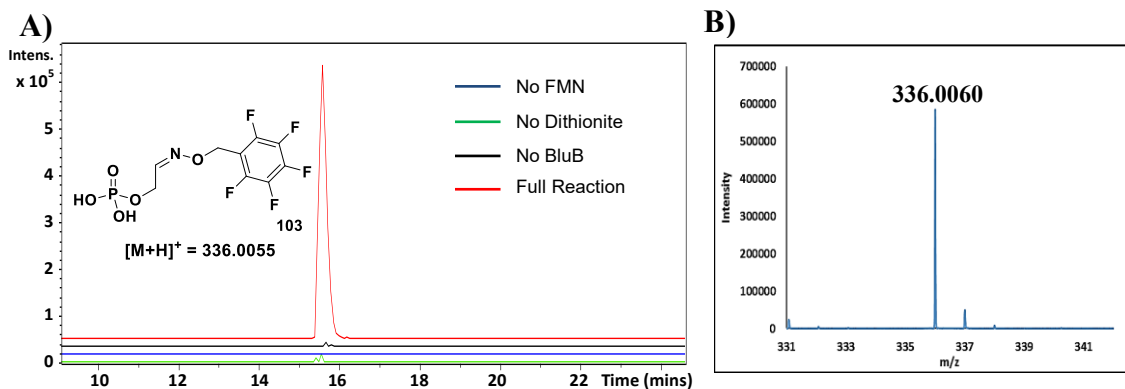 A)
Intens.
x 10^5
5
4
3
2
1
0
10
12
14
16
18
20
22
Time (mins)
No FMN
No Dithionite
No BluB
Full Reaction
O
HO
P
OH
O
N
O
F
F
F
F
F
103
[M+H]+ = 336.0055
B)
700000
600000
500000
400000
300000
200000
100000
0
Intensity
336.0060
331
333
335
337
339
341
m/z